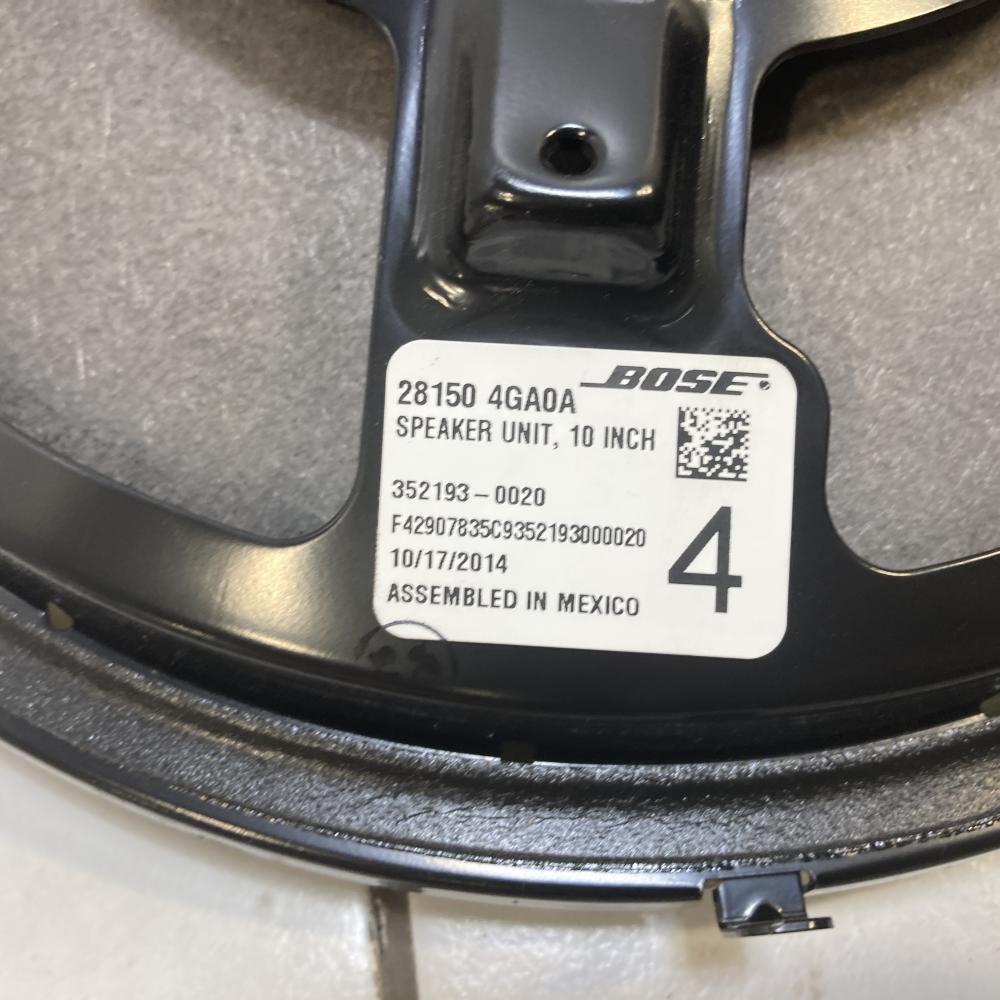 BOSE
28150 4GA0A
SPEAKER UNIT, 10 INCH
352193-0020
F42907835C9352193000020
10/17/2014
ASSEMBLED IN MEXICO
4